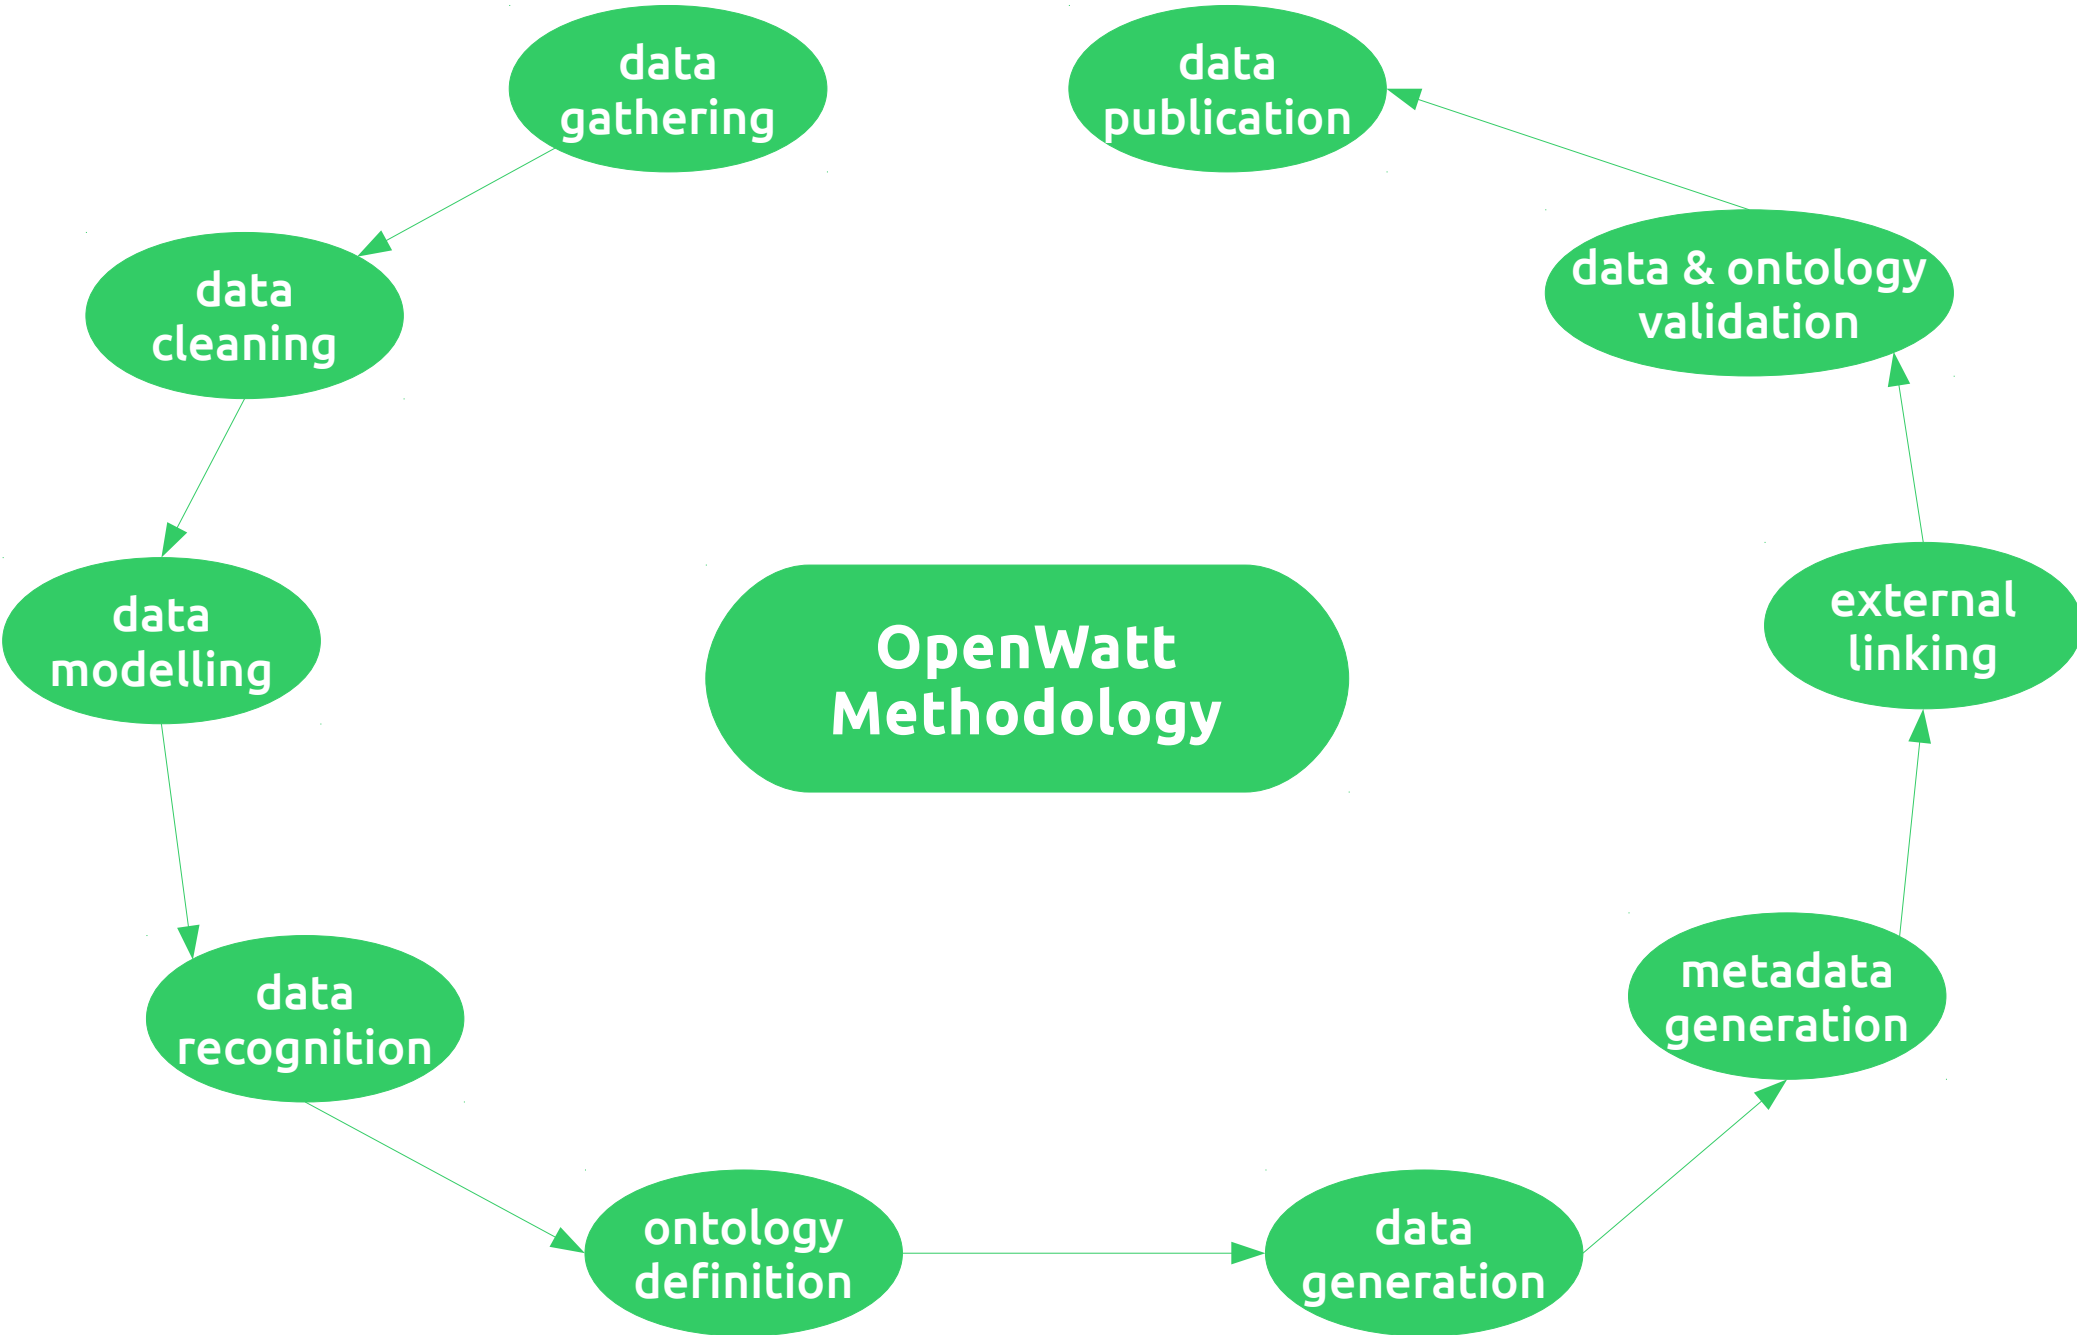 data
gathering
data
publication
data
cleaning
data & ontology
validation
data
modelling
OpenWatt
Methodology
external
linking
data
recognition
metadata
generation
ontology
definition
data
generation